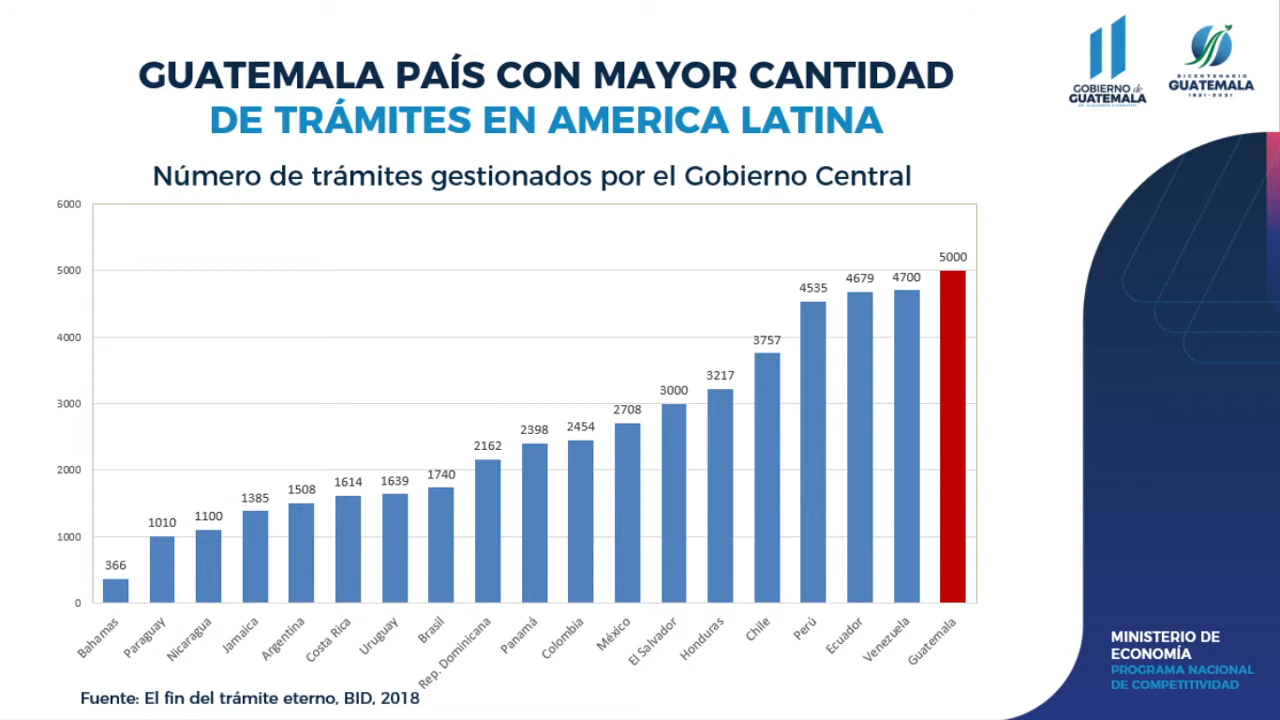 GUATEMALA PAÍS CON MAYOR CANTIDAD
DE TRÁMITES EN AMERICA LATINA
GOBIERNO de
GUATEMALA
BICENTENARIO
GUATEMALA
1821-2021
Número de trámites gestionados por el Gobierno Central
6000
5000
4000
3000
2000
1000
0
366
1010
1100
1385
1508
1614
1639
1740
2162
2398
2454
2708
3000
3217
3757
4535
4679
4700
5000
Bahamas
Paraguay
Nicaragua
Jamaica
Argentina
Costa Rica
Uruguay
Brasil
Rep. Dominicana
Panamá
Colombia
México
El Salvador
Honduras
Chile
Perú
Ecuador
Venezuela
Guatemala
Fuente: El fin del trámite eterno, BID, 2018
MINISTERIO DE
ECONOMÍA
PROGRAMA NACIONAL
DE COMPETITIVIDAD